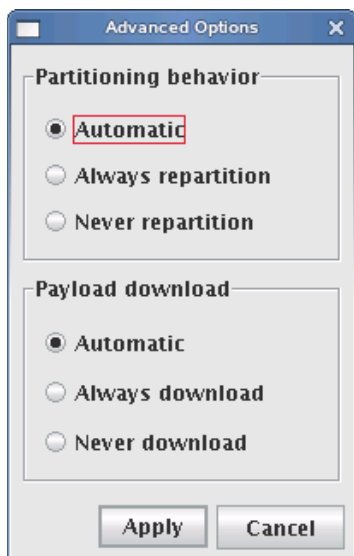 Advanced Options
Partitioning behavior
Automatic
Always repartition
Never repartition
Payload download
Automatic
Always download
Never download
Apply Cancel